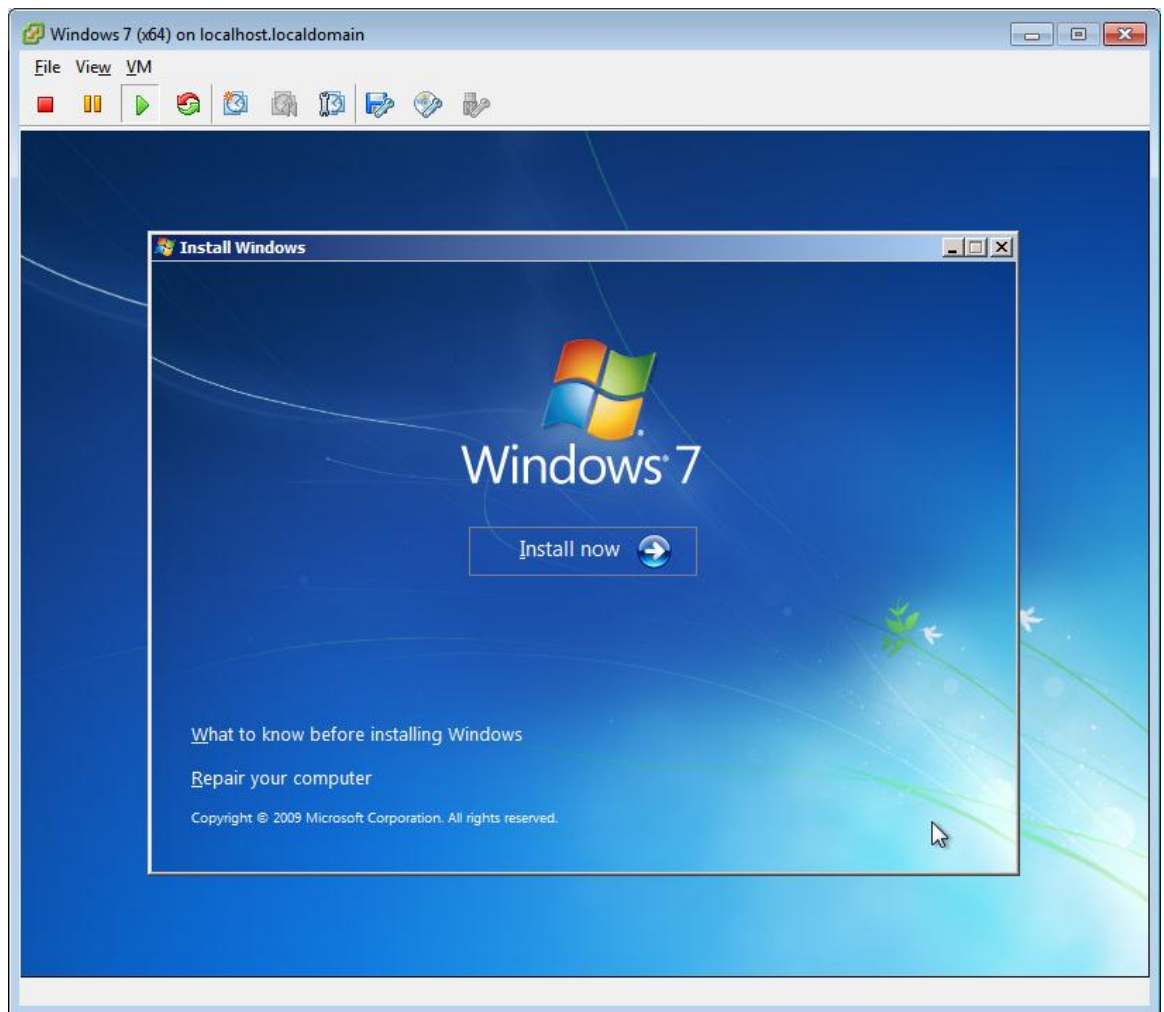 Windows 7 (x64) on localhost.localdomain
File View VM
Install Windows
Windows® 7
Install now
What to know before installing Windows
Repair your computer
Copyright © 2009 Microsoft Corporation. All rights reserved.